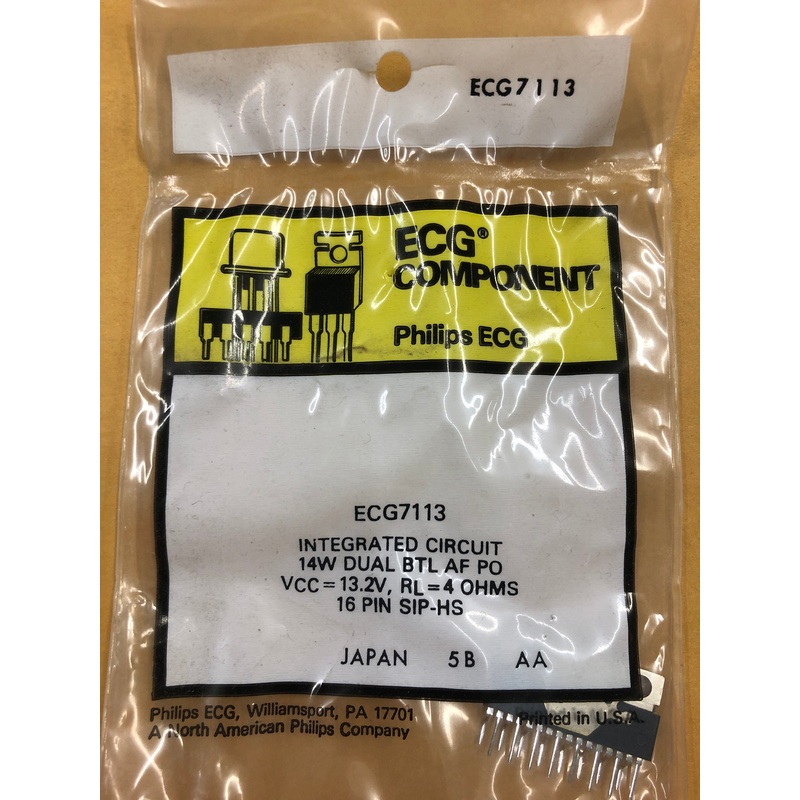 ECG7113
ECG®
COMPONENT
Philips ECG
ECG7113
INTEGRATED CIRCUIT
14W DUAL BTL AF PO
VCC=13.2V, RL=4 OHMS
16 PIN SIP-HS
JAPAN 5B AA
Philips ECG, Williamsport, PA 17701
A North American Philips Company
Printed in U.S.A.